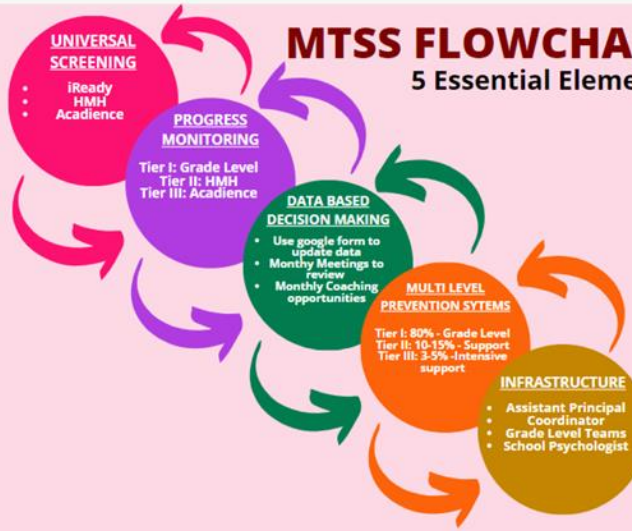 MTSS FLOWCHA
5 Essential Eleme
UNIVERSAL
SCREENING
• iReady
• HMH
• Acadience
PROGRESS
MONITORING
Tier I: Grade Level
Tier II: HMH
Tier III: Acadience
DATA BASED
DECISION MAKING
• Use google form to
update data
• Monthy Meetings to
review
• Monthly Coaching
opportunities
MULTI LEVEL
PREVENTION SYTEMS
Tier I: 80% - Grade Level
Tier II: 10-15% - Support
Tier III: 3-5% -Intensive
support
INFRASTRUCTURE
• Assistant Principal
• Coordinator
• Grade Level Teams
• School Psychologist